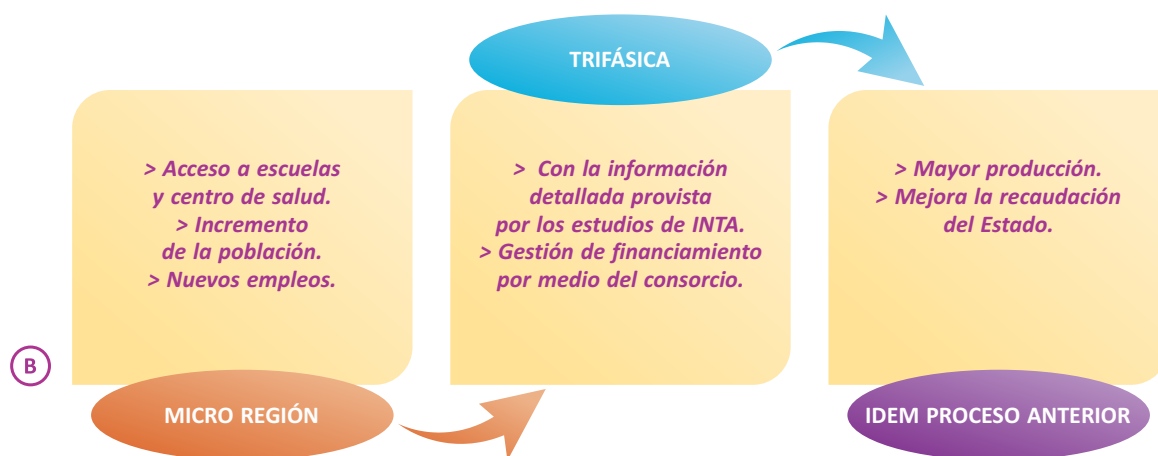 TRIFÁSICA
> Acceso a escuelas
y centro de salud.
> Incremento
de la población.
> Nuevos empleos.
> Con la información
detallada provista
por los estudios de INTA.
> Gestión de financiamiento
por medio del consorcio.
> Mayor producción.
> Mejora la recaudación
del Estado.
B
MICRO REGIÓN
IDEM PROCESO ANTERIOR